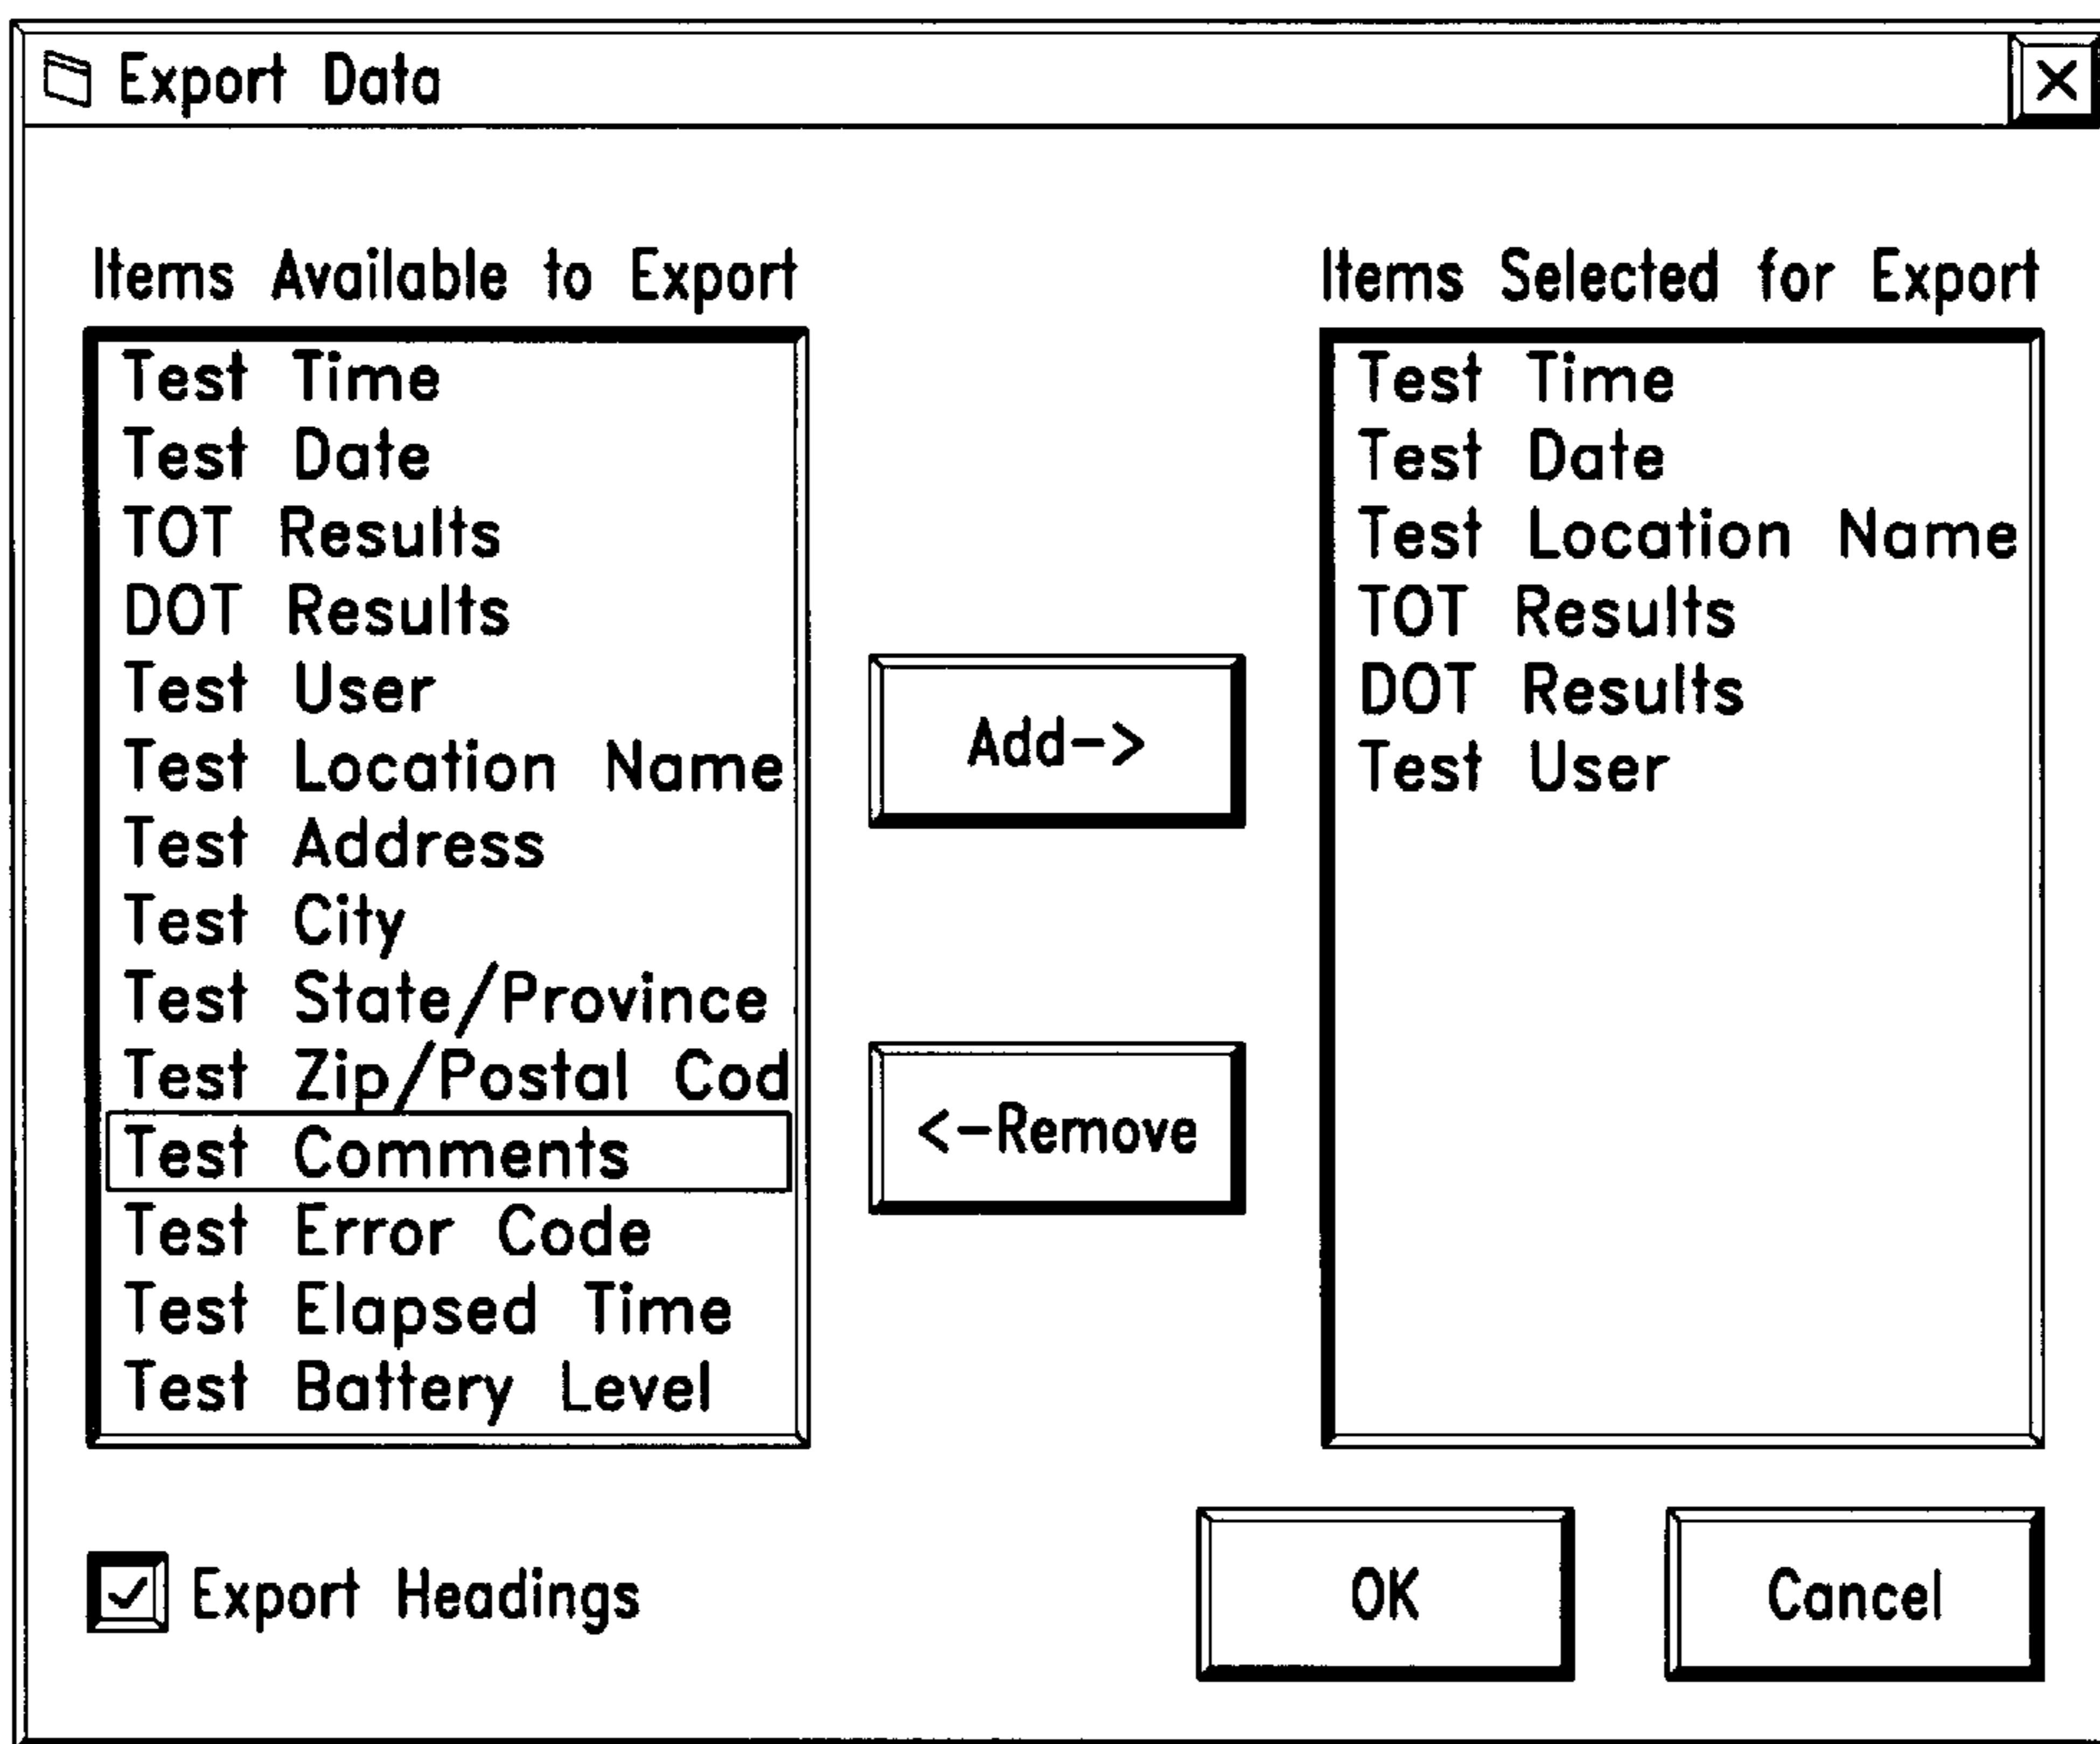 Export Data
Items Available to Export
Test Time
Test Date
TOT Results
DOT Results
Test User
Test Location Name
Test Address
Test City
Test State/Province
Test Zip/Postal Cod
Test Comments
Test Error Code
Test Elapsed Time
Test Battery Level
Add->
<-Remove
Items Selected for Export
Test Time
Test Date
Test Location Name
TOT Results
DOT Results
Test User
Export Headings
OK
Cancel